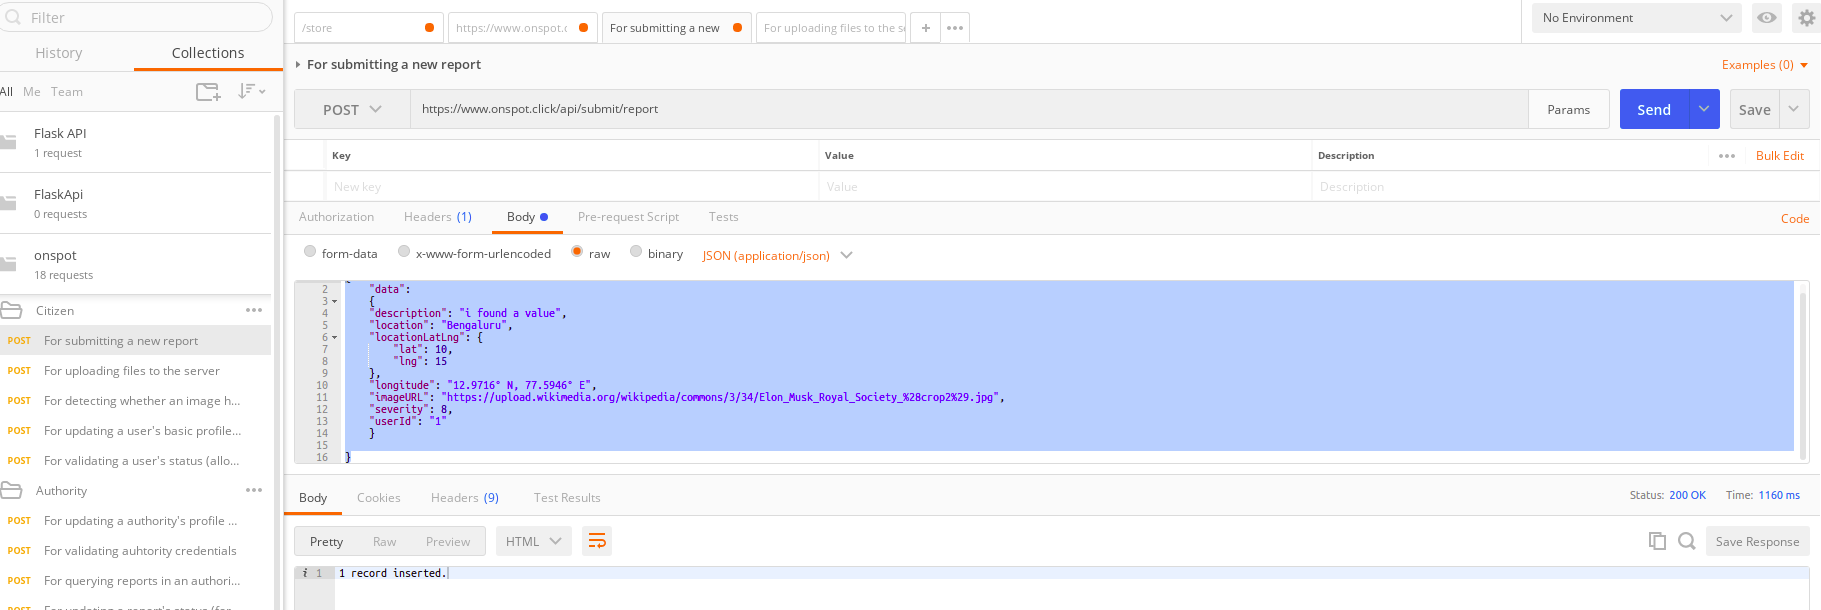 Filter
History Collections
All Me Team
Flask API
1 request
FlaskApi
0 requests
onspot
18 requests
Citizen
POST For submitting a new report
POST For uploading files to the server
POST For detecting whether an image h...
POST For updating a user's basic profile...
POST For validating a user's status (allo...
Authority
POST For updating a authority's profile ...
POST For validating auhtority credentials
POST For querying reports in an authori...
/store https://www.onspot.c For submitting a new For uploading files to the se + •••
No Environment
For submitting a new report
Examples (0)
POST https://www.onspot.click/api/submit/report Params Send Save
Key Value Description ••• Bulk Edit
New key Value Description
Authorization Headers (1) Body Pre-request Script Tests Code
form-data x-www-form-urlencoded raw binary JSON (application/json)
2 "data":
3 {
4 "description": "i found a value",
5 "location": "Bengaluru",
6 "locationLatLng": {
7 "lat": 10,
8 "lng": 15
9 },
10 "longitude": "12.9716° N, 77.5946° E",
11 "imageURL": "https://upload.wikimedia.org/wikipedia/commons/3/34/Elon_Musk_Royal_Society_%28crop2%29.jpg",
12 "severity": 8,
13 "userId": "1"
14 }
15
16 }
Body Cookies Headers (9) Test Results Status: 200 OK Time: 1160 ms
Pretty Raw Preview HTML Save Response
i 1 1 record inserted.